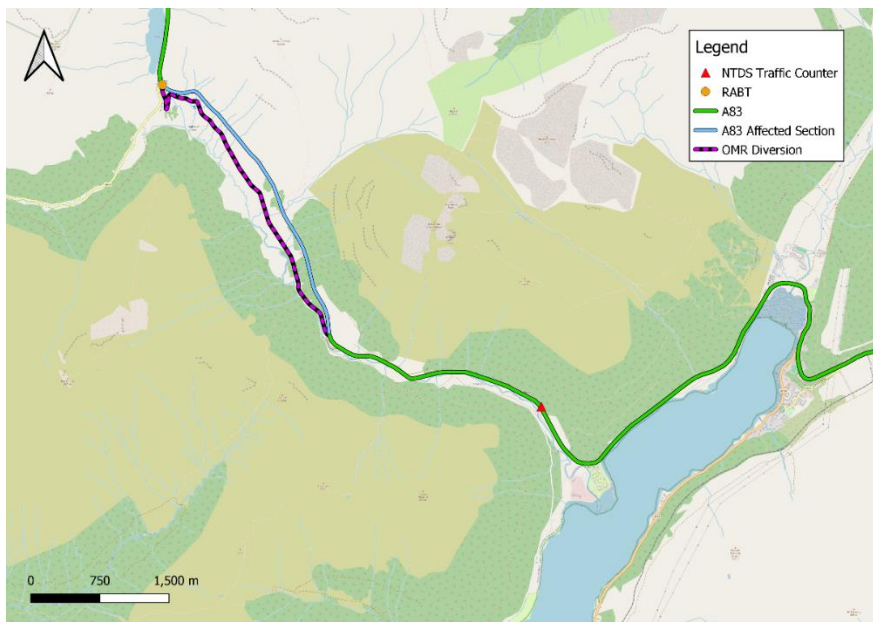 Legend
NTDS Traffic Counter
RABT
A83
A83 Affected Section
OMR Diversion
0 750 1,500 m